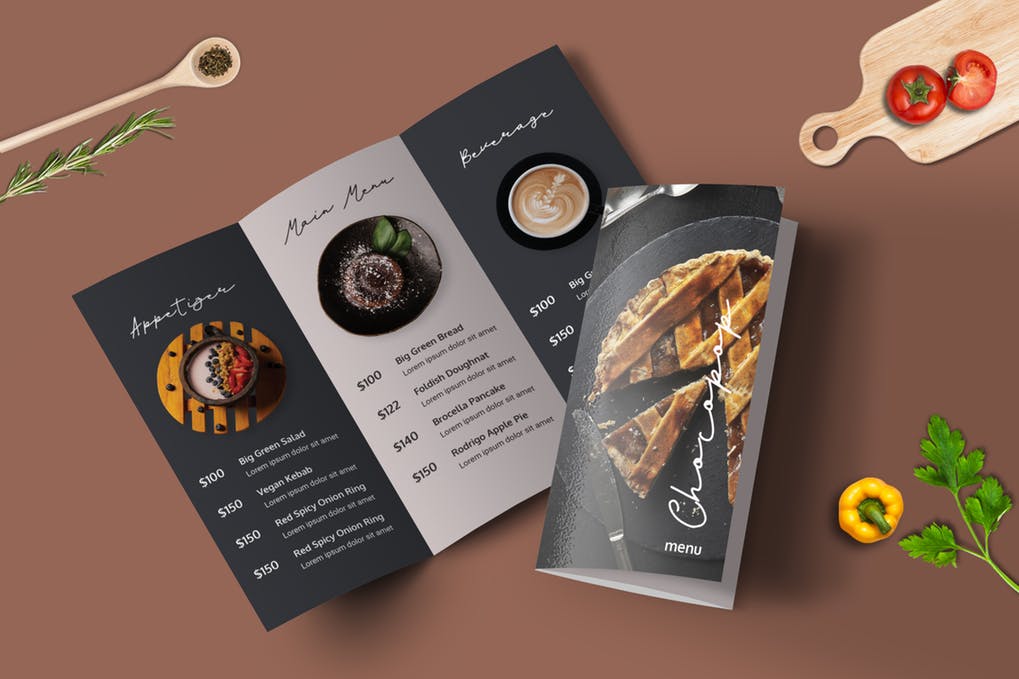 Appetizer
$100 Big Green Salad
Lorem ipsum dolor sit amet
$150 Vegan Kebab
Lorem ipsum dolor sit amet
$150 Red Spicy Onion Ring
Lorem ipsum dolor sit amet
$150 Red Spicy Onion Ring
Lorem ipsum dolor sit amet
Main Menu
$100 Big Green Bread
Lorem ipsum dolor sit amet
$122 Foldish Doughnat
Lorem ipsum dolor sit amet
$140 Brocella Pancake
Lorem ipsum dolor sit amet
$150 Rodrigo Apple Pie
Lorem ipsum dolor sit amet
Beverage
$100 Big G
$150
Chocopop
menu